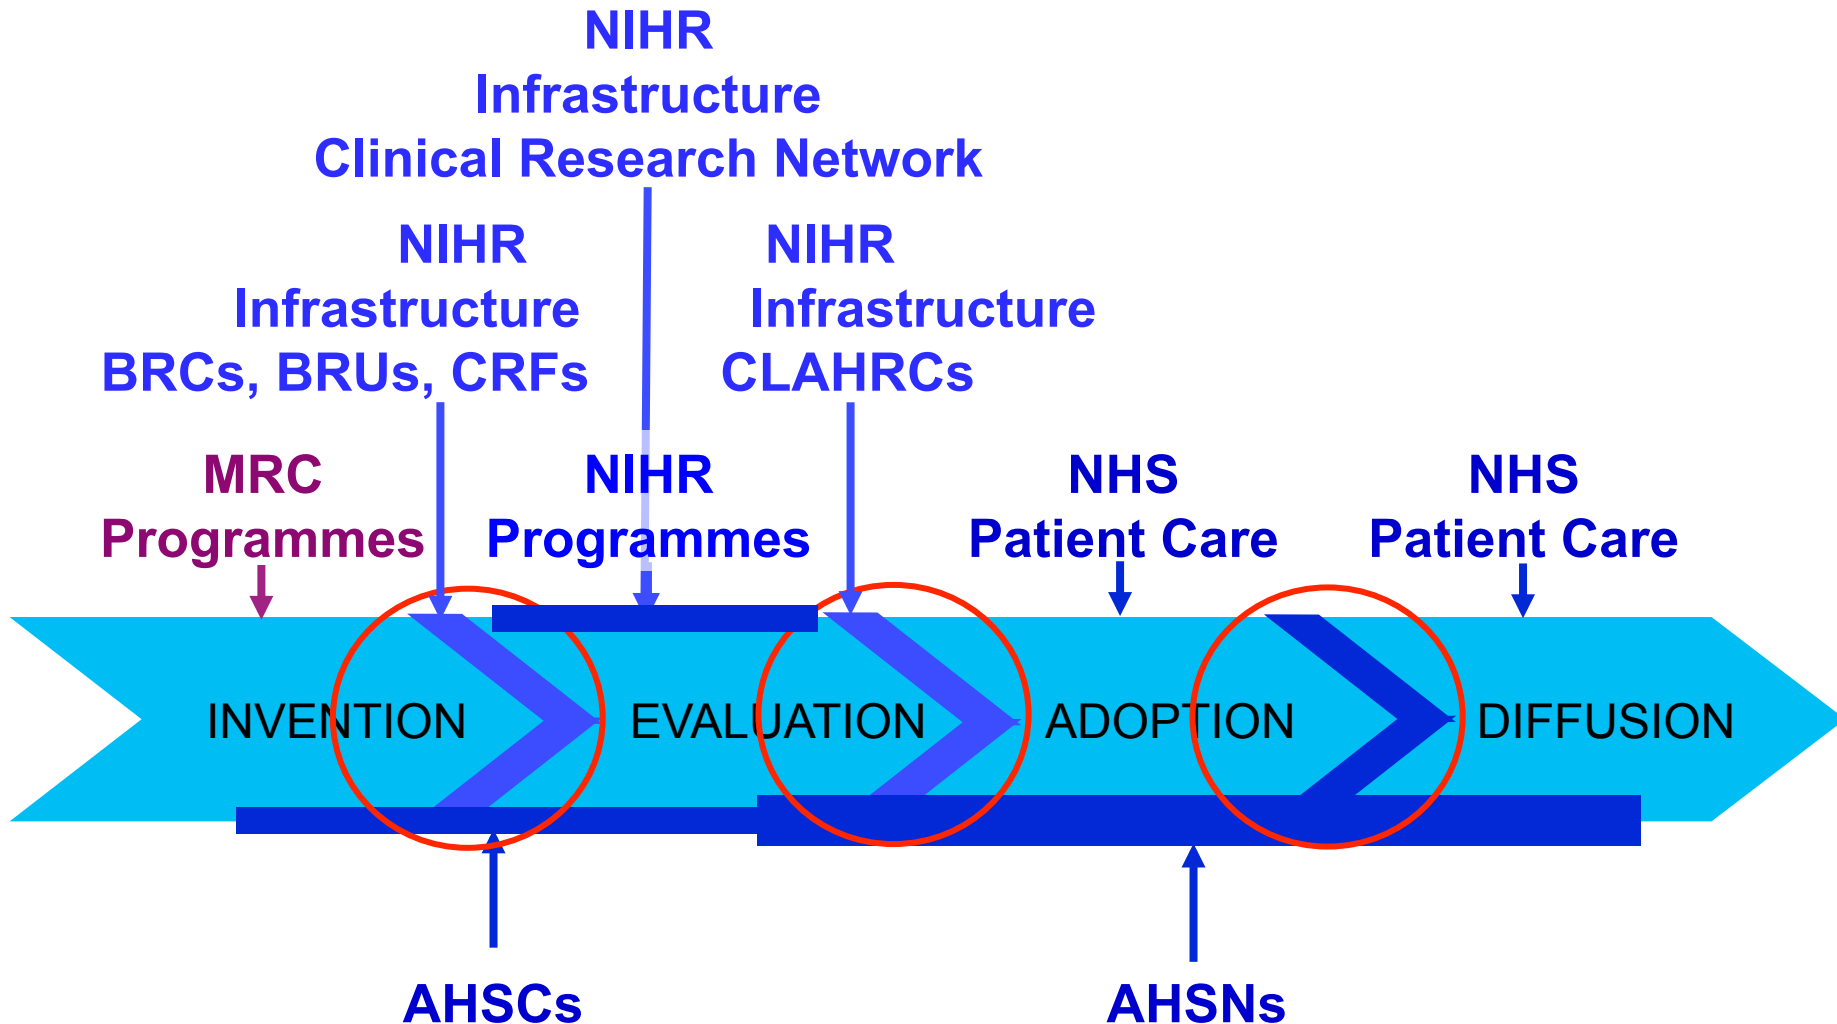 NIHR
Infrastructure
Clinical Research Network
NIHR
Infrastructure
BRCs, BRUs, CRFs
NIHR
Infrastructure
CLAHRCs
MRC
Programmes
NIHR
Programmes
NHS
Patient Care
NHS
Patient Care
INVENTION
EVALUATION
ADOPTION
DIFFUSION
AHSCs
AHSNs